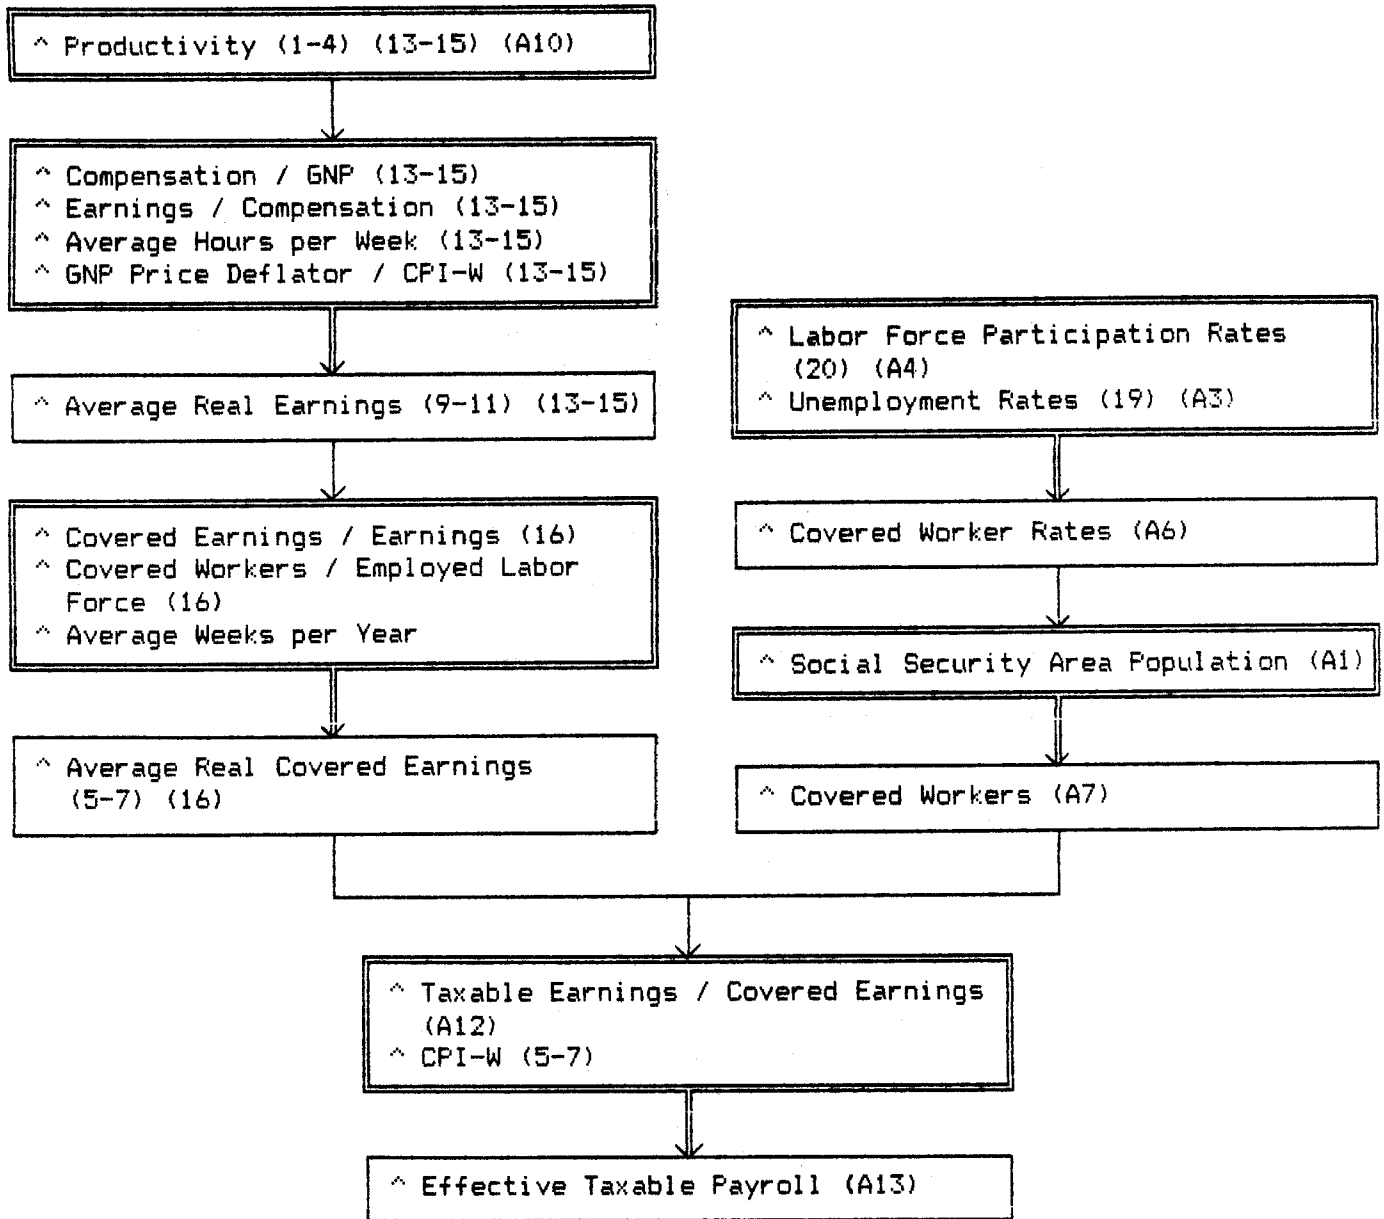 ^ Productivity (1-4) (13-15) (A10)
^ Compensation / GNP (13-15)
^ Earnings / Compensation (13-15)
^ Average Hours per Week (13-15)
^ GNP Price Deflator / CPI-W (13-15)
^ Average Real Earnings (9-11) (13-15)
^ Covered Earnings / Earnings (16)
^ Covered Workers / Employed Labor
Force (16)
^ Average Weeks per Year
^ Average Real Covered Earnings
(5-7) (16)
^ Labor Force Participation Rates
(20) (A4)
^ Unemployment Rates (19) (A3)
^ Covered Worker Rates (A6)
^ Social Security Area Population (A1)
^ Covered Workers (A7)
^ Taxable Earnings / Covered Earnings
(A12)
^ CPI-W (5-7)
^ Effective Taxable Payroll (A13)